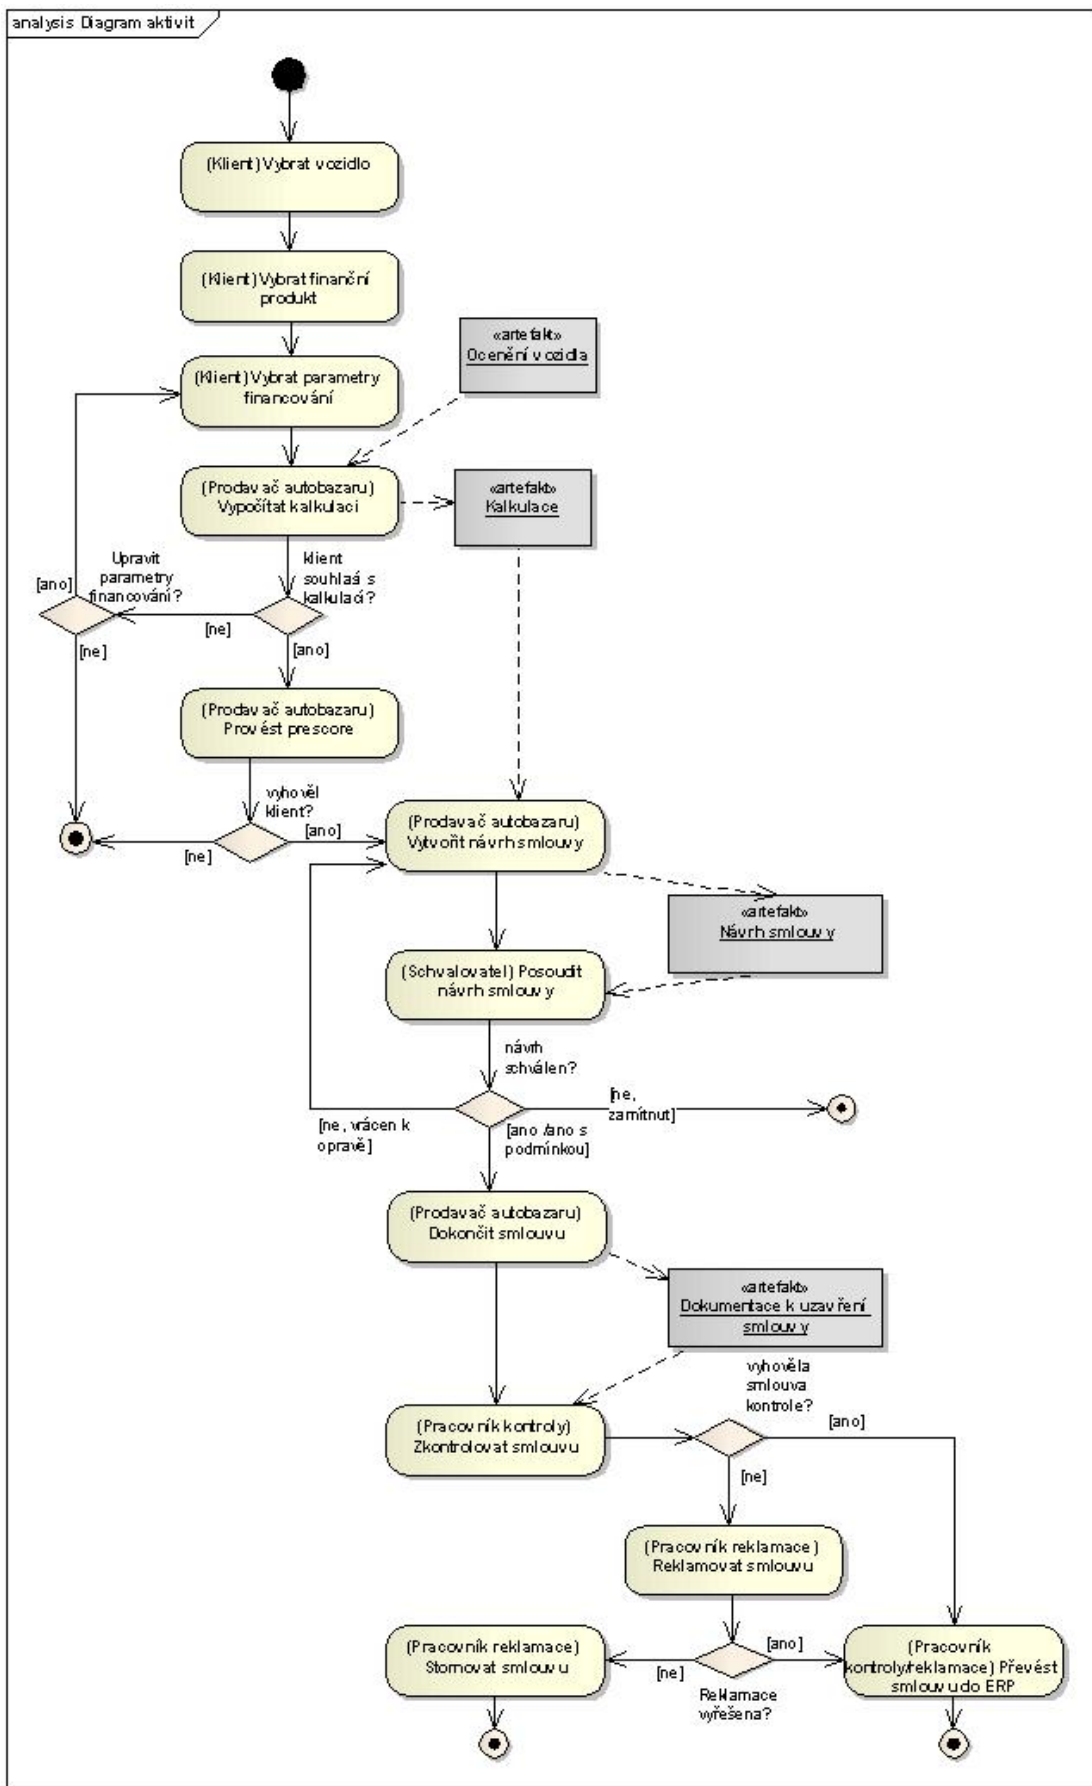 analysis Diagram aktivit
(Klient) Vybrat vozidlo
(Klient) Vybrat finanční
produkt
«artefakt»
Ocenění vozidla
(Klient) Vybrat parametry
financování
(Prodavač autobazaru)
Vypočítat kalkulaci
«artefakt»
Kalkulace
Upravit
parametry
financování?
klient
souhlasí s
kalkulací?
[ano]
[ne]
[ne]
[ano]
(Prodavač autobazaru)
Provést prescore
vyhověl
klient?
[ano]
[ne]
(Prodavač autobazaru)
Vytvořit návrh smlouvy
«artefakt»
Návrh smlouvy
(Schvalovatel) Posoudit
návrh smlouvy
návrh
schválen?
[ne,
zamítnut]
[ne, vrácen k
opravě]
[ano /ano s
podmínkou]
(Prodavač autobazaru)
Dokončit smlouvu
«artefakt»
Dokumentace k uzavření
smlouvy
vyhověla
smlouva
kontrole?
(Pracovník kontroly)
Zkontrolovat smlouvu
[ano]
[ne]
(Pracovník reklamace)
Reklamovat smlouvu
(Pracovník reklamace)
Stornovat smlouvu
[ano]
[ne]
(Pracovník
kontroly/reklamace) Převést
smlouvu do ERP
Reklamace
vyřešena?